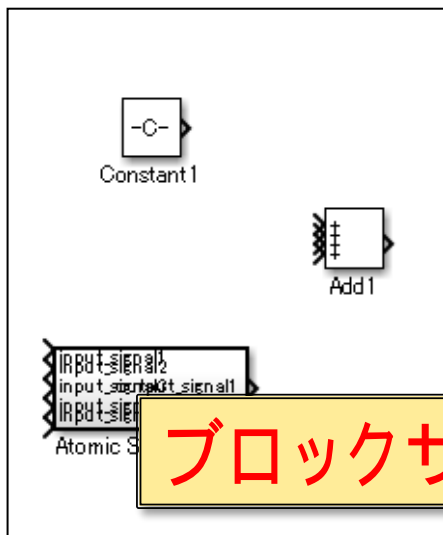 -C-
Constant1
Add1
input_signal1
input_signal2
input_signal3
output_signal1
Atomic S
ブロックサ